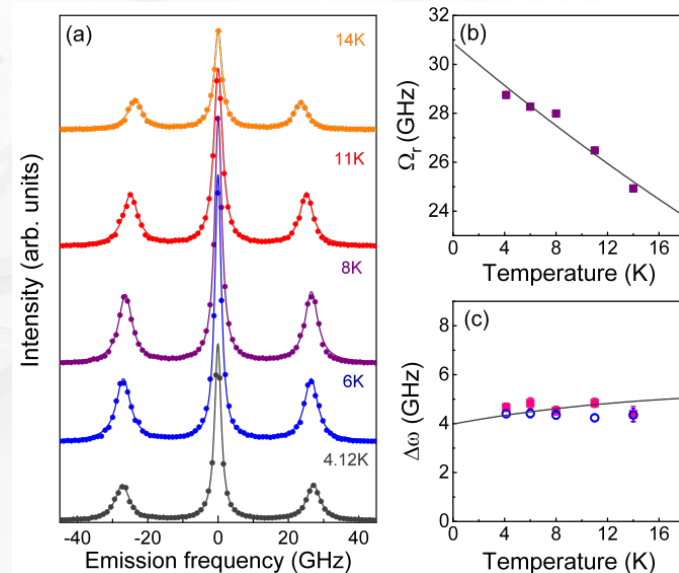 (a)
14K
11K
8K
6K
4.12K
Intensity (arb. units)
-40 -20 0 20 40
Emission frequency (GHz)
(b)
32
30
28
26
24
Ωr (GHz)
0 4 8 12 16
Temperature (K)
(c)
8
6
4
2
0
Δω (GHz)
0 4 8 12 16
Temperature (K)